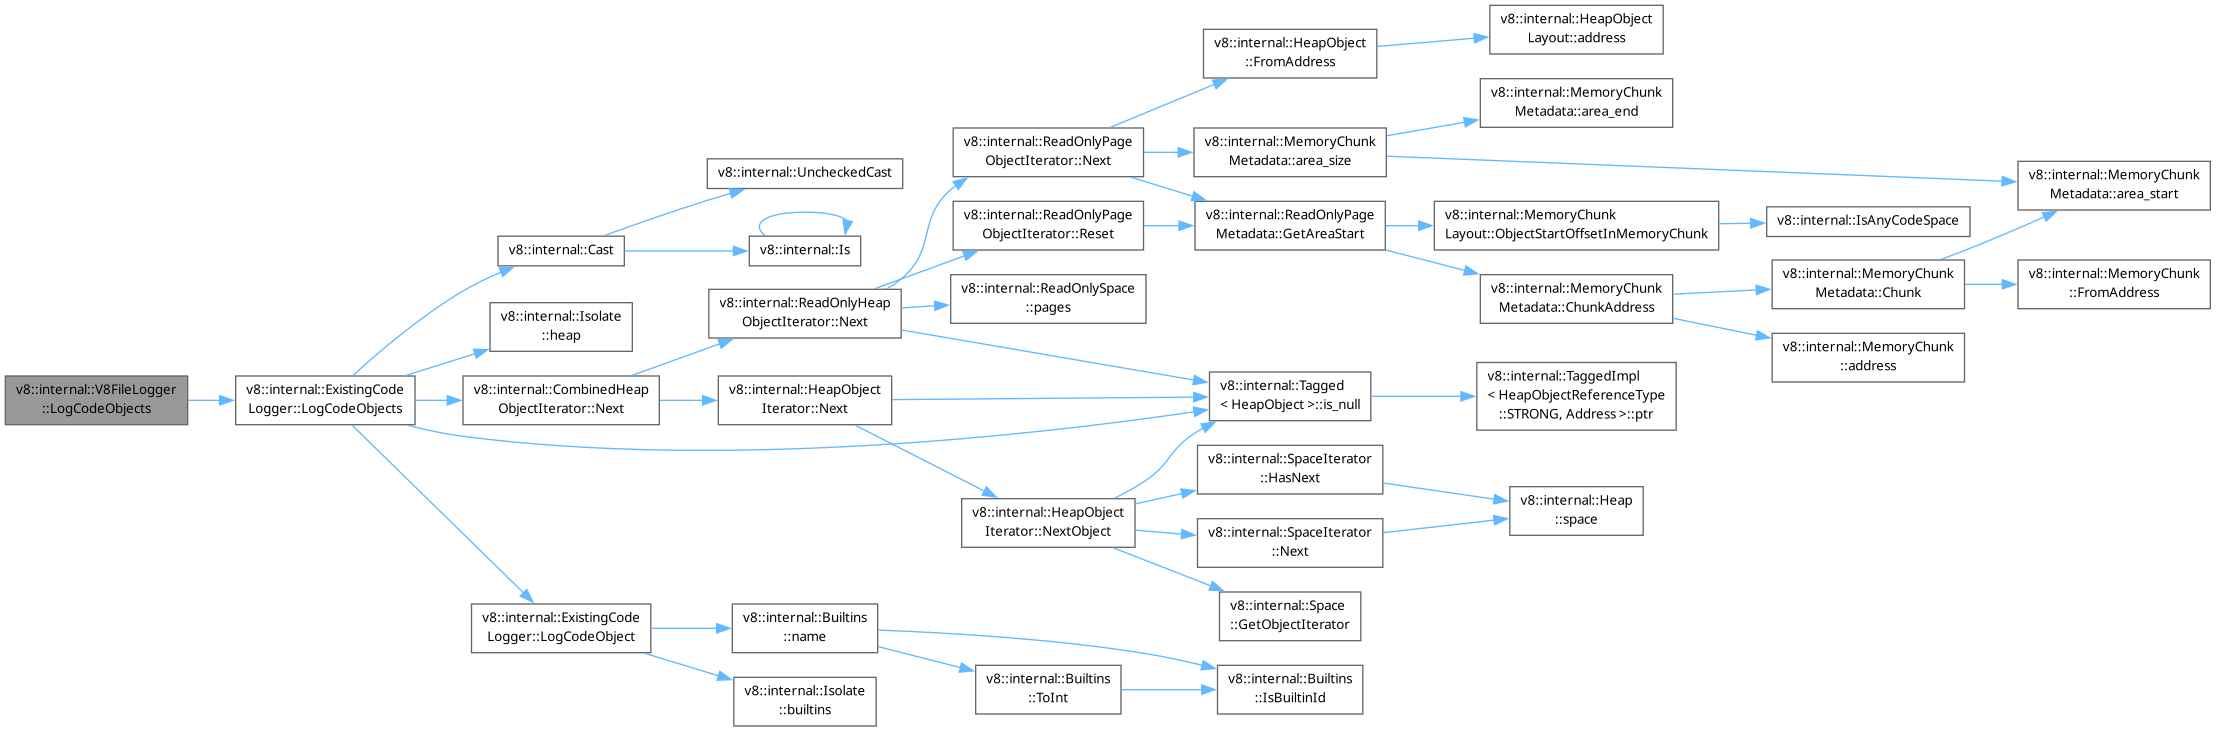 v8::internal::V8FileLogger
::LogCodeObjects
v8::internal::ExistingCode
Logger::LogCodeObjects
v8::internal::Cast
v8::internal::UncheckedCast
v8::internal::Is
v8::internal::Isolate
::heap
v8::internal::CombinedHeap
ObjectIterator::Next
v8::internal::ReadOnlyHeap
ObjectIterator::Next
v8::internal::ReadOnlyPage
ObjectIterator::Next
v8::internal::HeapObject
::FromAddress
v8::internal::HeapObject
Layout::address
v8::internal::MemoryChunk
Metadata::area_size
v8::internal::MemoryChunk
Metadata::area_end
v8::internal::MemoryChunk
Metadata::area_start
v8::internal::ReadOnlyPage
ObjectIterator::Reset
v8::internal::ReadOnlyPage
Metadata::GetAreaStart
v8::internal::MemoryChunk
Layout::ObjectStartOffsetInMemoryChunk
v8::internal::IsAnyCodeSpace
v8::internal::MemoryChunk
Metadata::ChunkAddress
v8::internal::MemoryChunk
Metadata::Chunk
v8::internal::MemoryChunk
::FromAddress
v8::internal::MemoryChunk
::address
v8::internal::ReadOnlySpace
::pages
v8::internal::HeapObject
Iterator::Next
v8::internal::Tagged
< HeapObject >::is_null
v8::internal::TaggedImpl
< HeapObjectReferenceType
::STRONG, Address >::ptr
v8::internal::HeapObject
Iterator::NextObject
v8::internal::SpaceIterator
::HasNext
v8::internal::SpaceIterator
::Next
v8::internal::Heap
::space
v8::internal::Space
::GetObjectIterator
v8::internal::ExistingCode
Logger::LogCodeObject
v8::internal::Builtins
::name
v8::internal::Builtins
::ToInt
v8::internal::Builtins
::IsBuiltinId
v8::internal::Isolate
::builtins